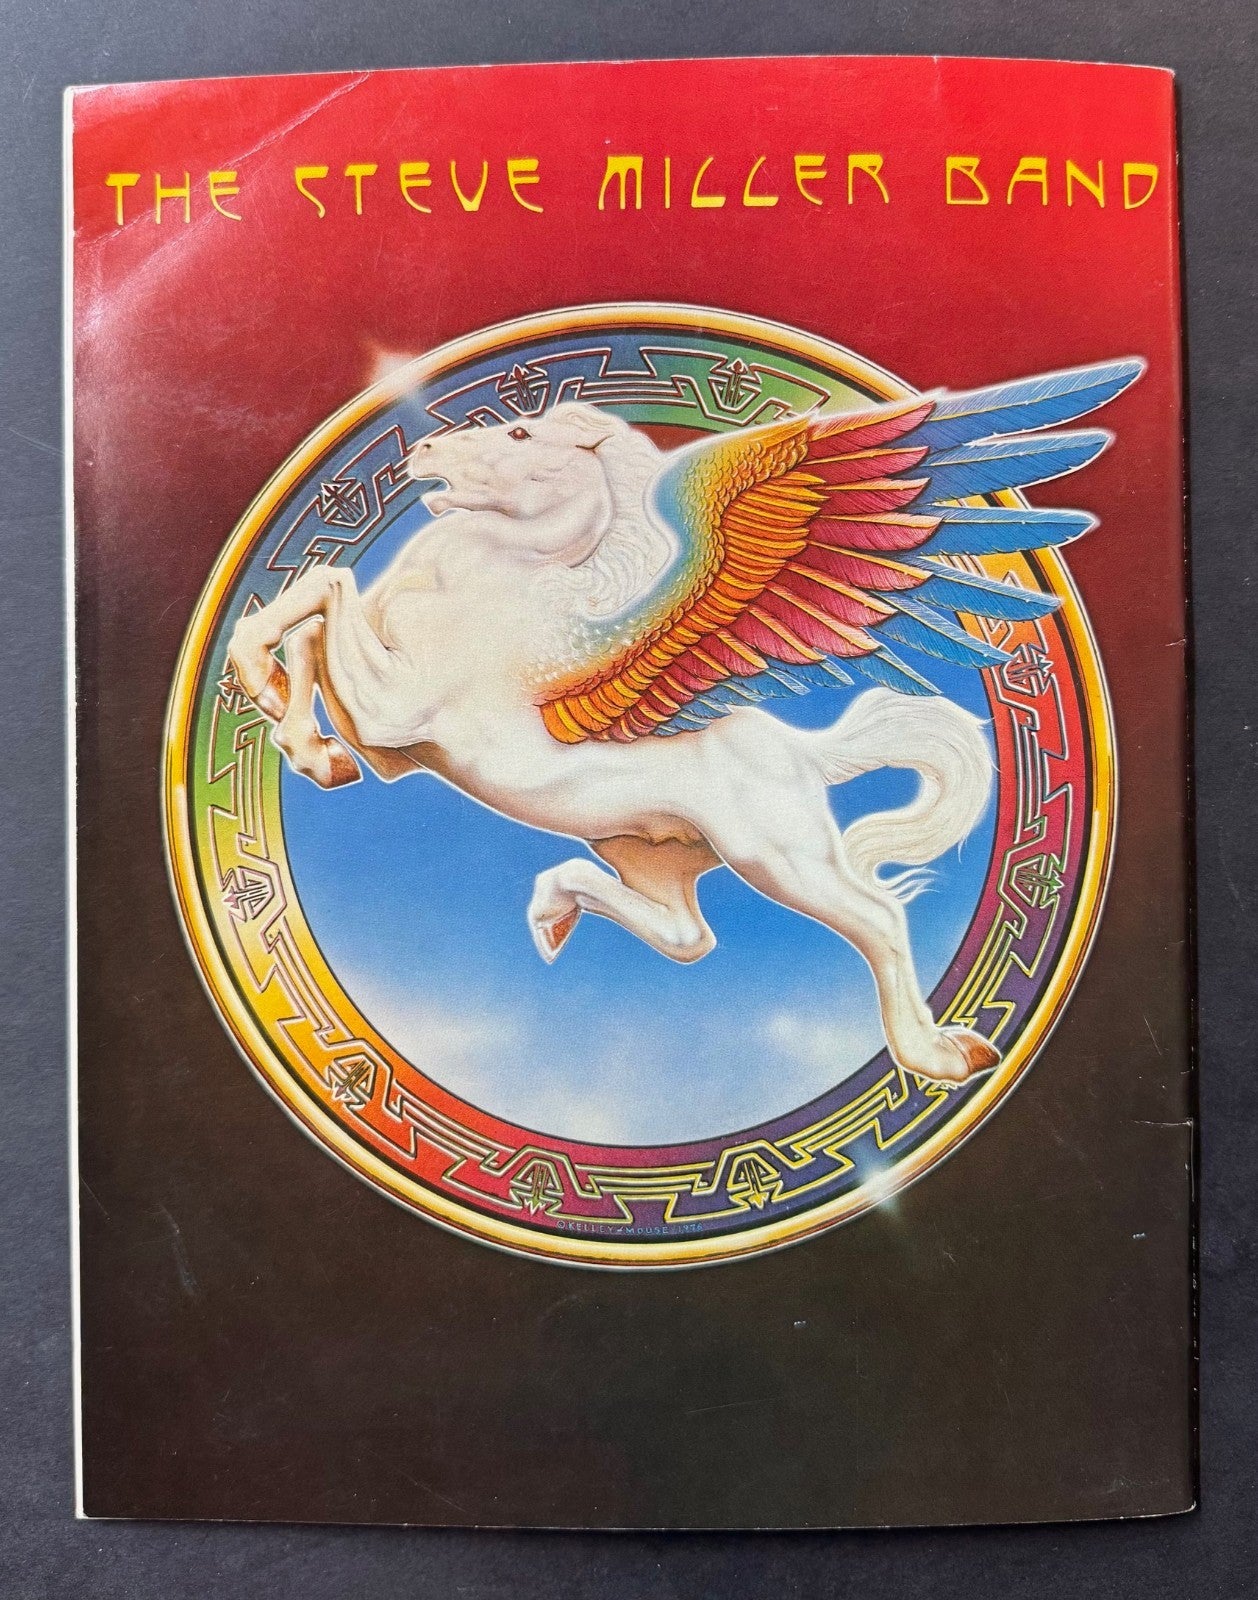 THE STEVE MILLER BAND
©KELLEY-MOUSE-1976